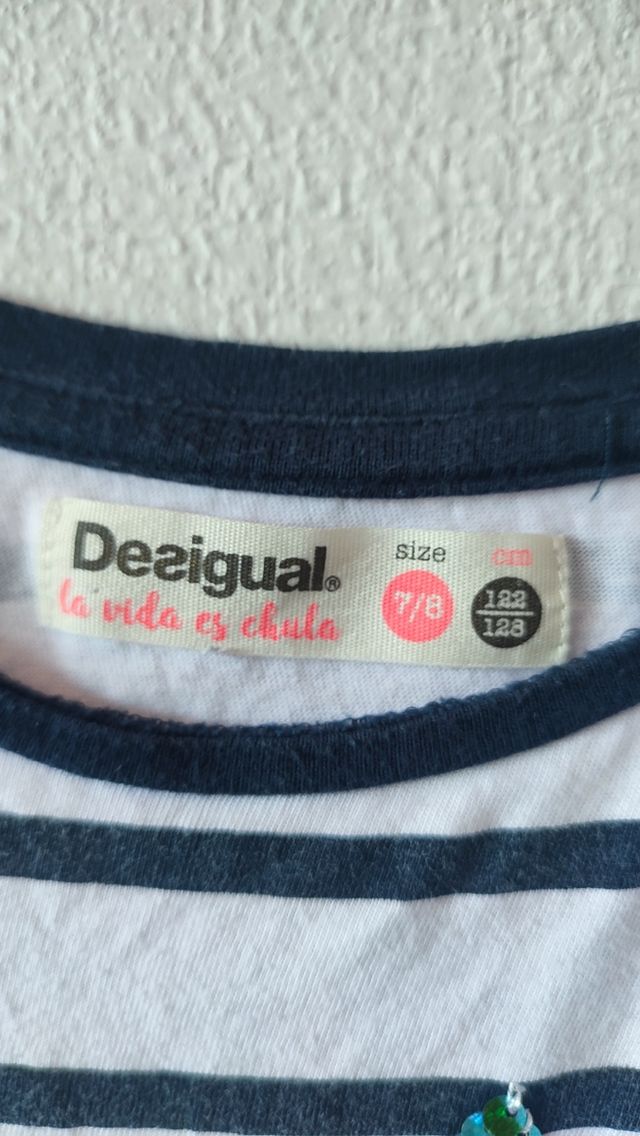 Desigual®
la vida es chula
size
7/8
cm
122
128